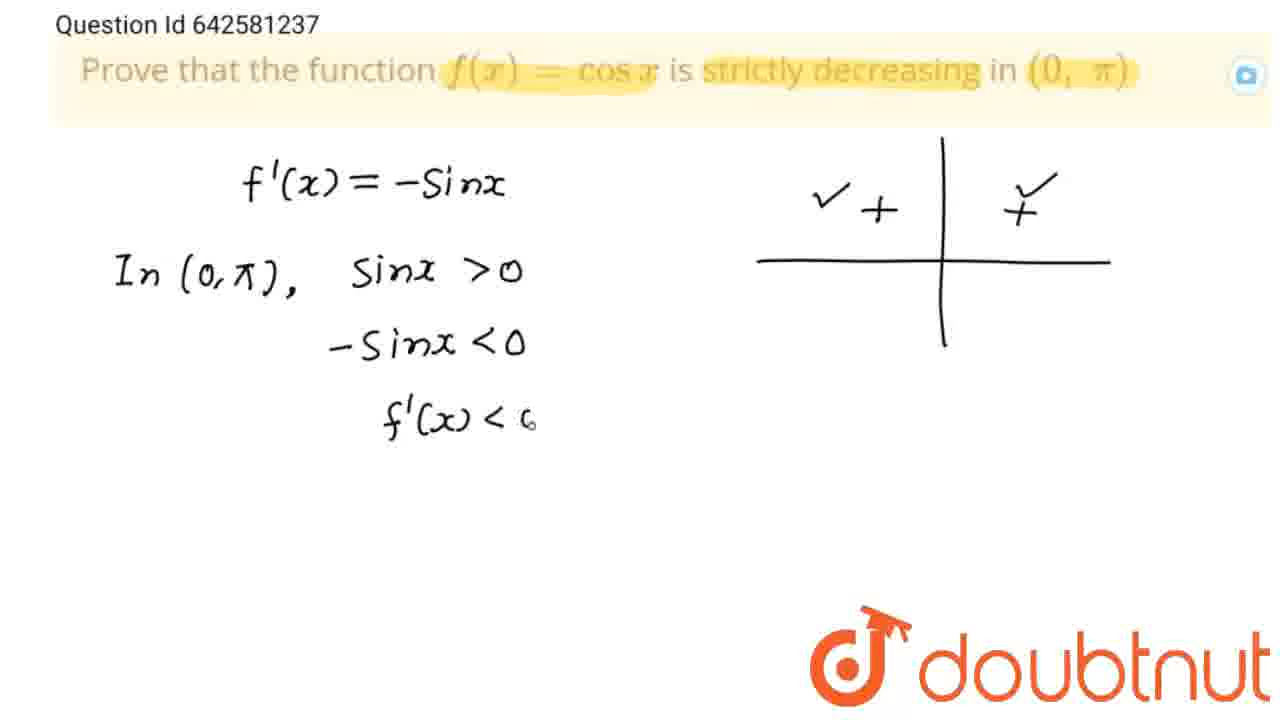 Question Id 642581237
Prove that the function f(x) = cos x is strictly decreasing in (0, π)
f'(x) = -Sinx
✓ + ✓ +
In (0,π), Sinx > 0
-Sinx < 0
f'(x) < 0
doubtnut